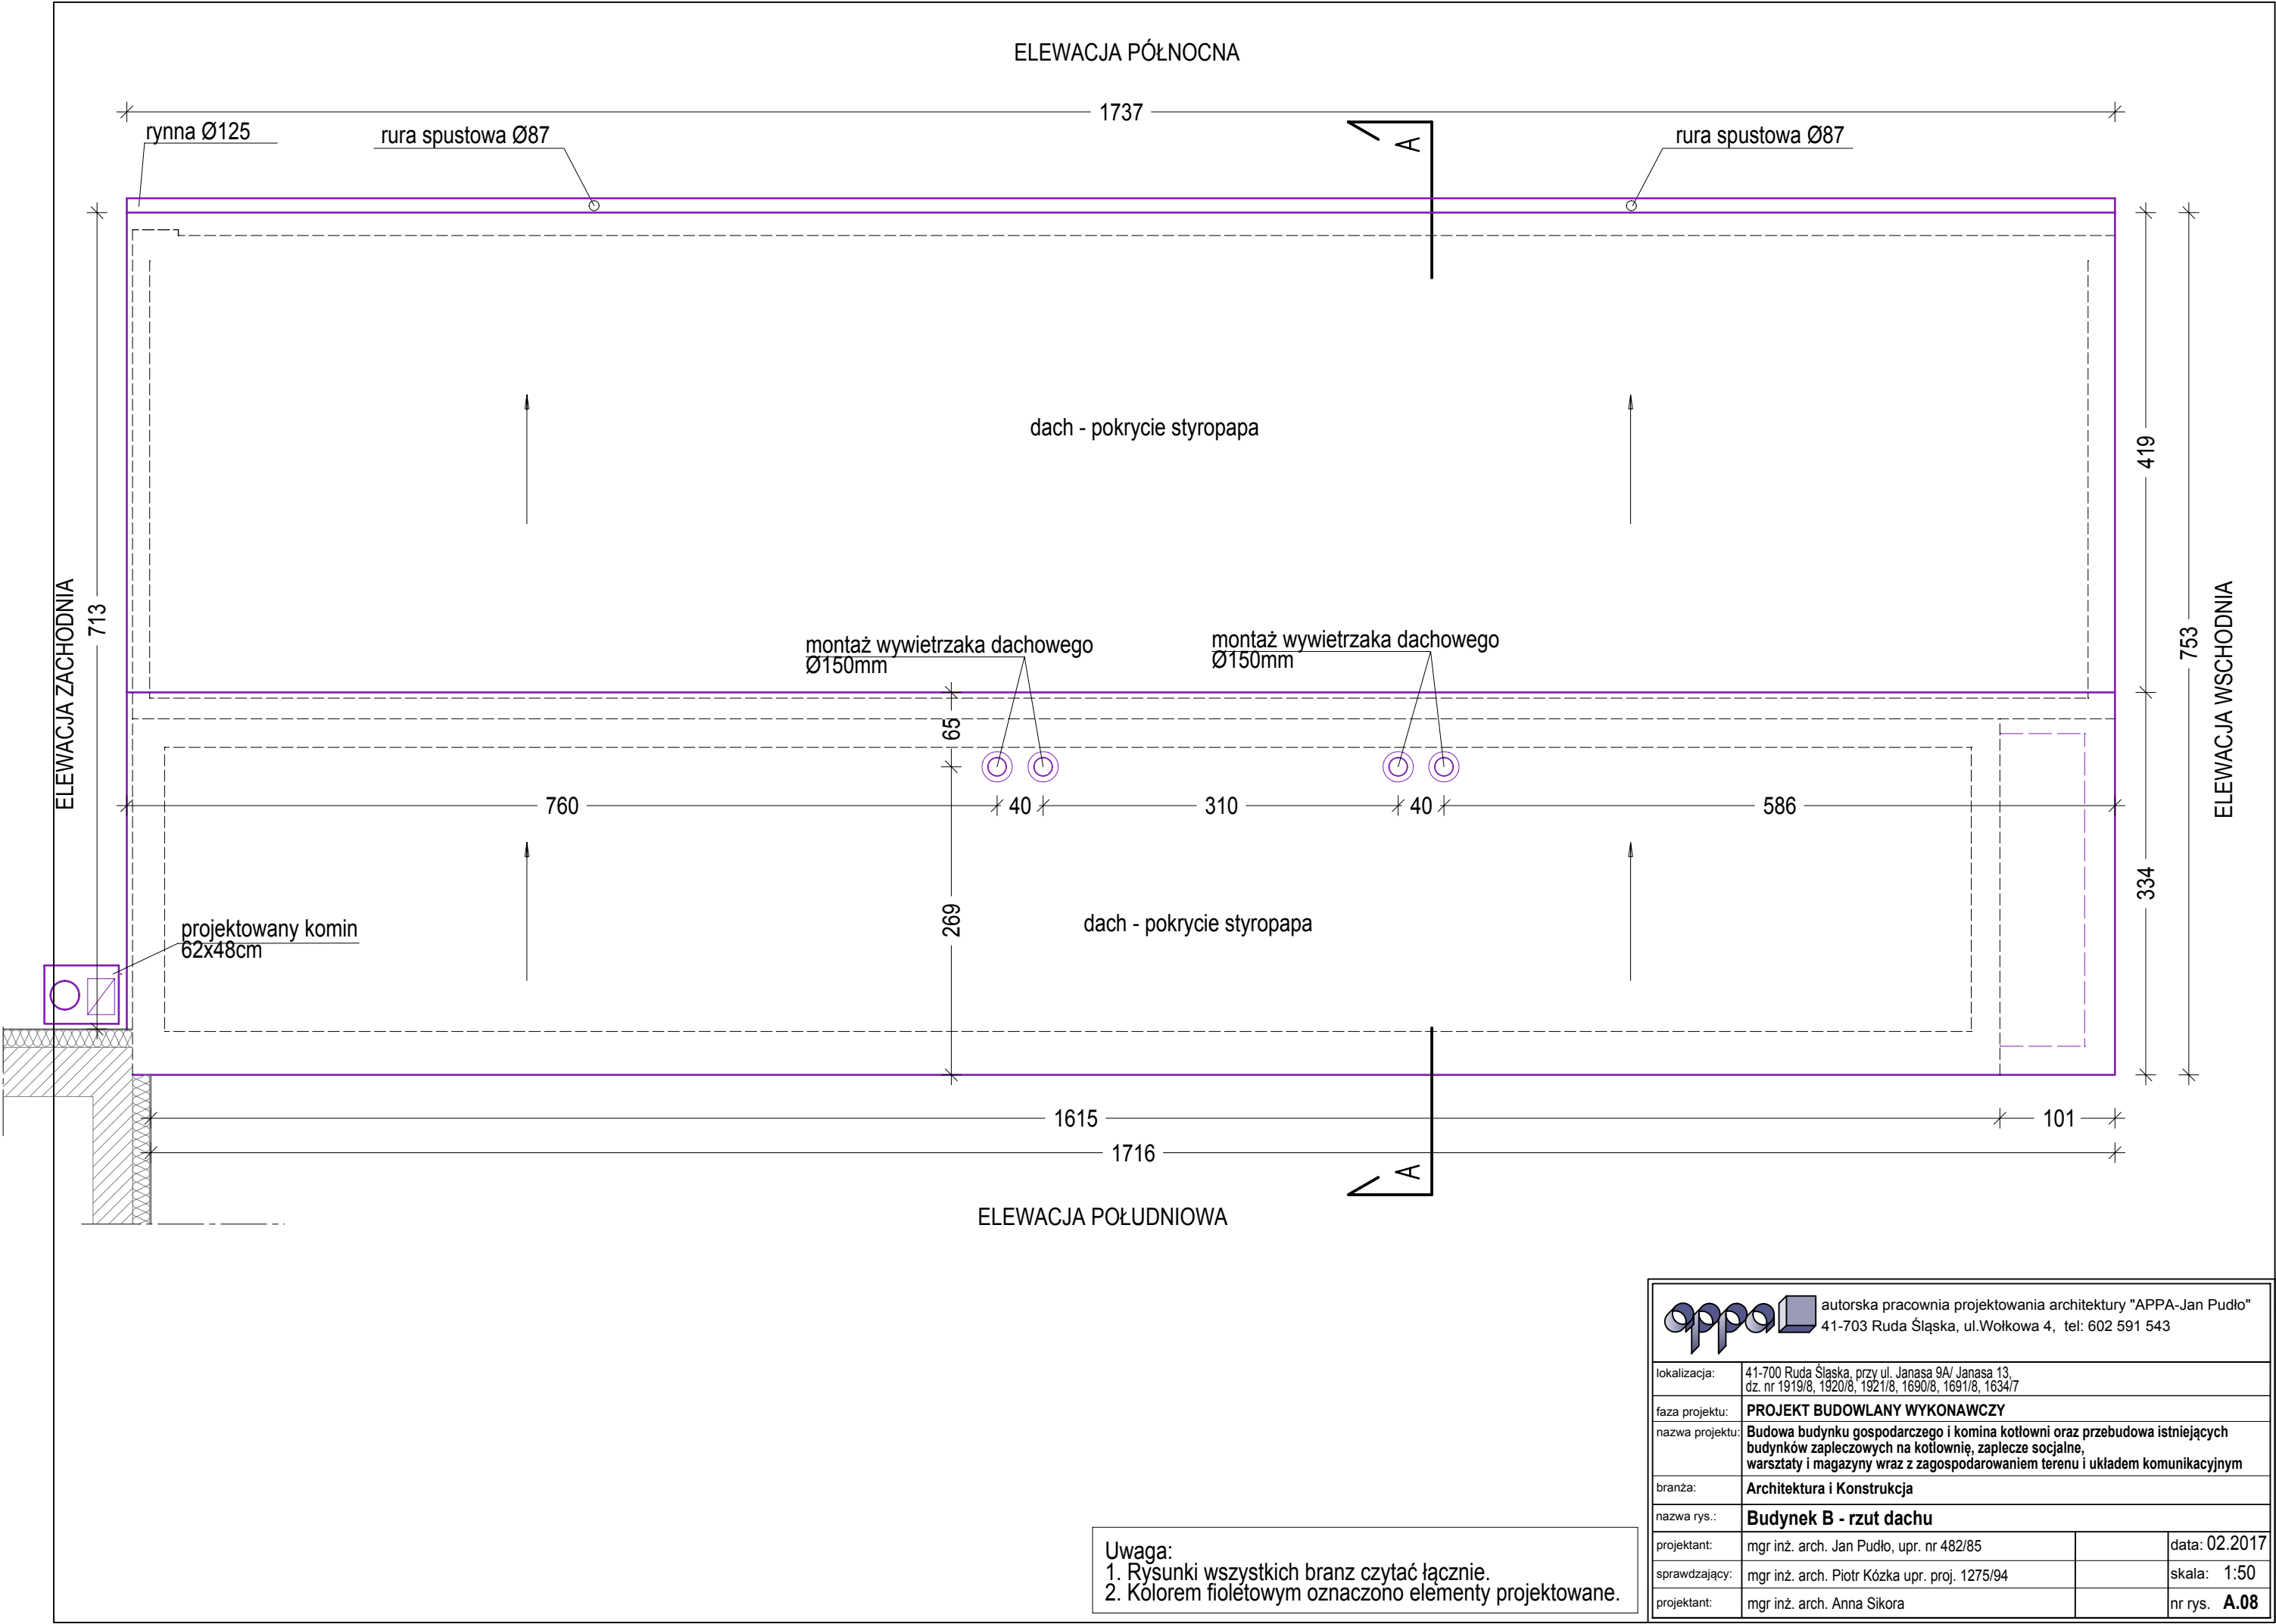 ELEWACJA PÓŁNOCNA
1737
rynna Ø125
rura spustowa Ø87
A
rura spustowa Ø87
dach - pokrycie styropapa
419
ELEWACJA ZACHODNIA
713
montaż wywietrzaka dachowego
Ø150mm
montaż wywietrzaka dachowego
Ø150mm
753
ELEWACJA WSCHODNIA
65
760
40
310
40
586
334
269
dach - pokrycie styropapa
projektowany komin
62x48cm
1615
101
1716
A
ELEWACJA POŁUDNIOWA
appa
autorska pracownia projektowania architektury "APPA-Jan Pudło"
41-703 Ruda Śląska, ul.Wołkowa 4, tel: 602 591 543
lokalizacja: 41-700 Ruda Śląska, przy ul. Janasa 9A/ Janasa 13,
dz. nr 1919/8, 1920/8, 1921/8, 1690/8, 1691/8, 1634/7
faza projektu: PROJEKT BUDOWLANY WYKONAWCZY
nazwa projektu: Budowa budynku gospodarczego i komina kotłowni oraz przebudowa istniejących
budynków zapleczowych na kotlownię, zaplecze socjalne,
warsztaty i magazyny wraz z zagospodarowaniem terenu i układem komunikacyjnym
branża: Architektura i Konstrukcja
nazwa rys.: Budynek B - rzut dachu
projektant: mgr inż. arch. Jan Pudło, upr. nr 482/85 data: 02.2017
sprawdzający: mgr inż. arch. Piotr Kózka upr. proj. 1275/94 skala: 1:50
projektant: mgr inż. arch. Anna Sikora nr rys. A.08
Uwaga:
1. Rysunki wszystkich branz czytać łącznie.
2. Kolorem fioletowym oznaczono elementy projektowane.